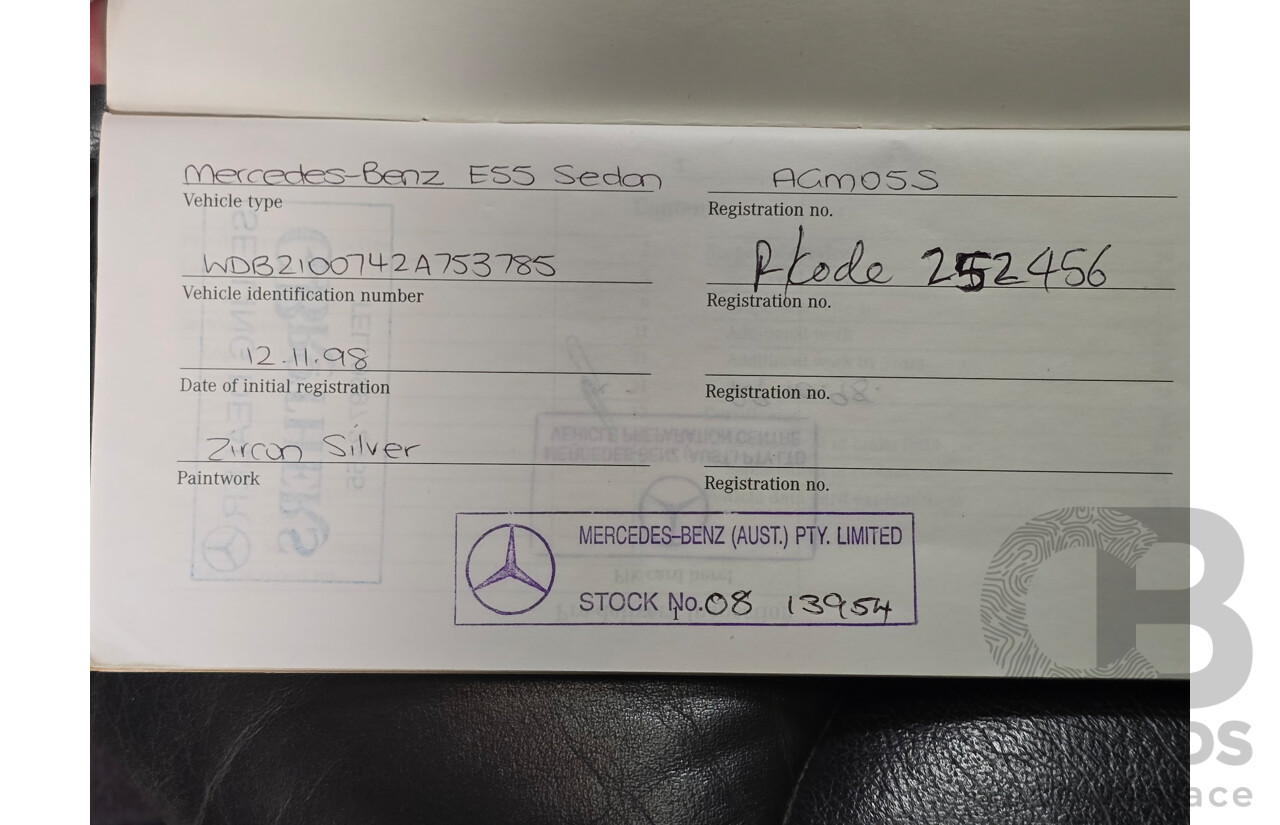 Mercedes-Benz E55 Sedan
Vehicle type
AGM05S
Registration no.
WDB2100742A753785
Vehicle identification number
R/Code 252456
Registration no.
12.11.98
Date of initial registration
Registration no.
Zircon Silver
Paintwork
Registration no.
MERCEDES-BENZ (AUST.) PTY. LIMITED
STOCK No. 08 13954